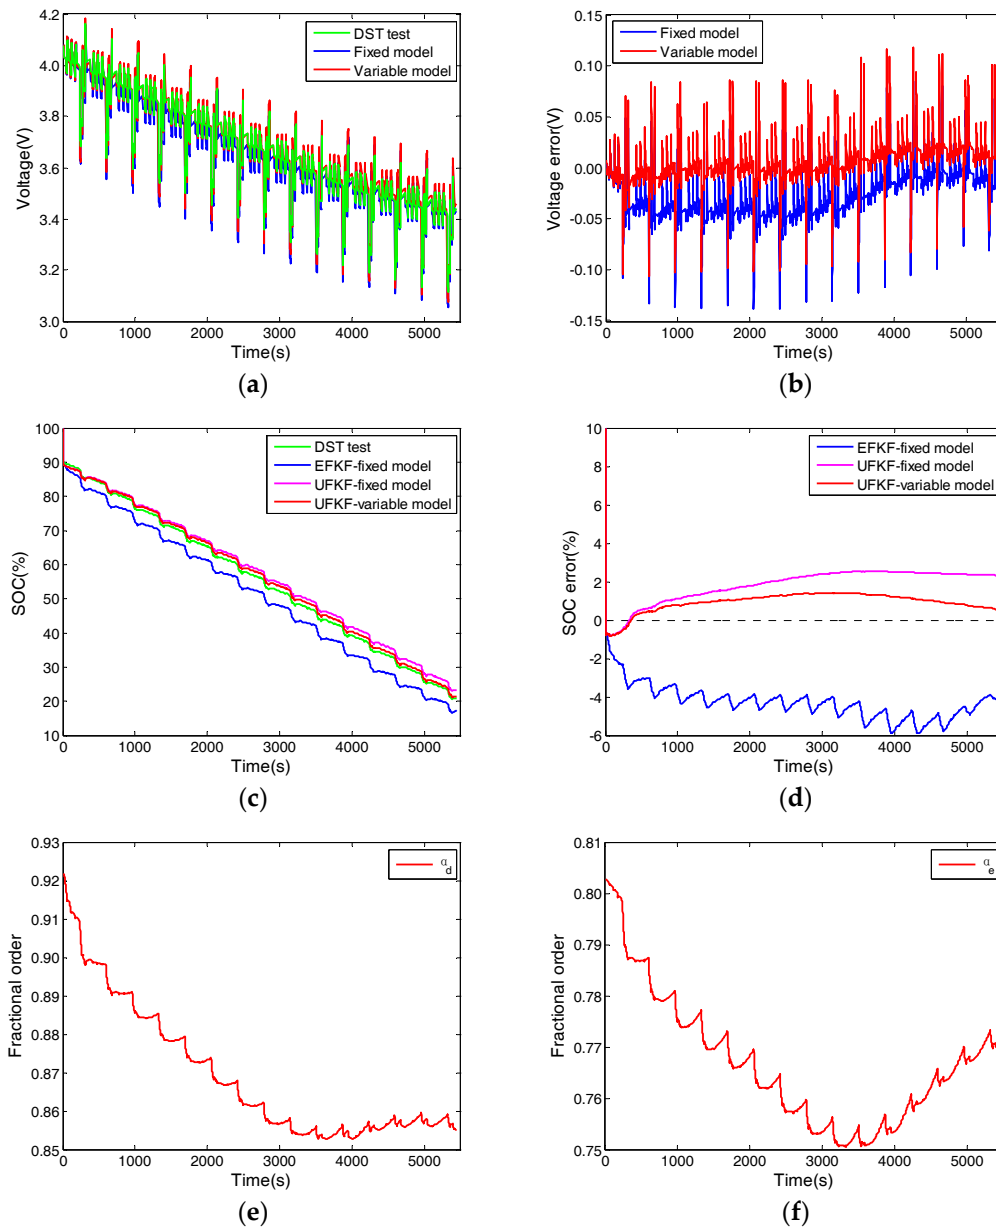 4.2
4.0
3.8
3.6
3.4
3.2
3.0
Voltage(V)
DST test
Fixed model
Variable model
0 1000 2000 3000 4000 5000
Time(s)
(a)
0.15
0.10
0.05
0.00
-0.05
-0.10
-0.15
Voltage error(V)
Fixed model
Variable model
0 1000 2000 3000 4000 5000
Time(s)
(b)
100
90
80
70
60
50
40
30
20
10
SOC(%)
DST test
EFKF-fixed model
UFKF-fixed model
UFKF-variable model
0 1000 2000 3000 4000 5000
Time(s)
(c)
10
8
6
4
2
0
-2
-4
-6
SOC error(%)
EFKF-fixed model
UFKF-fixed model
UFKF-variable model
0 1000 2000 3000 4000 5000
Time(s)
(d)
0.93
0.92
0.91
0.90
0.89
0.88
0.87
0.86
0.85
Fractional order
αd
0 1000 2000 3000 4000 5000
Time(s)
(e)
0.81
0.80
0.79
0.78
0.77
0.76
0.75
Fractional order
αe
0 1000 2000 3000 4000 5000
Time(s)
(f)